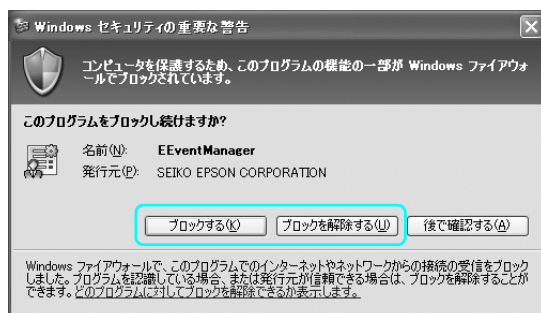 Windows セキュリティの重要な警告
コンピュータを保護するため、このプログラムの機能の一部が Windows ファイアウォ
ールでブロックされています。
このプログラムをブロックし続けますか?
名前(N): EEventManager
発行元(P): SEIKO EPSON CORPORATION
ブロックする(K) ブロックを解除する(U) 後で確認する(A)
Windows ファイアウォールで、このプログラムでのインターネットやネットワークからの接続の受信をブロック
しました。プログラムを認識している場合、または発行元が信頼できる場合は、ブロックを解除することが
できます。どのプログラムに対してブロックを解除できるか表示します。